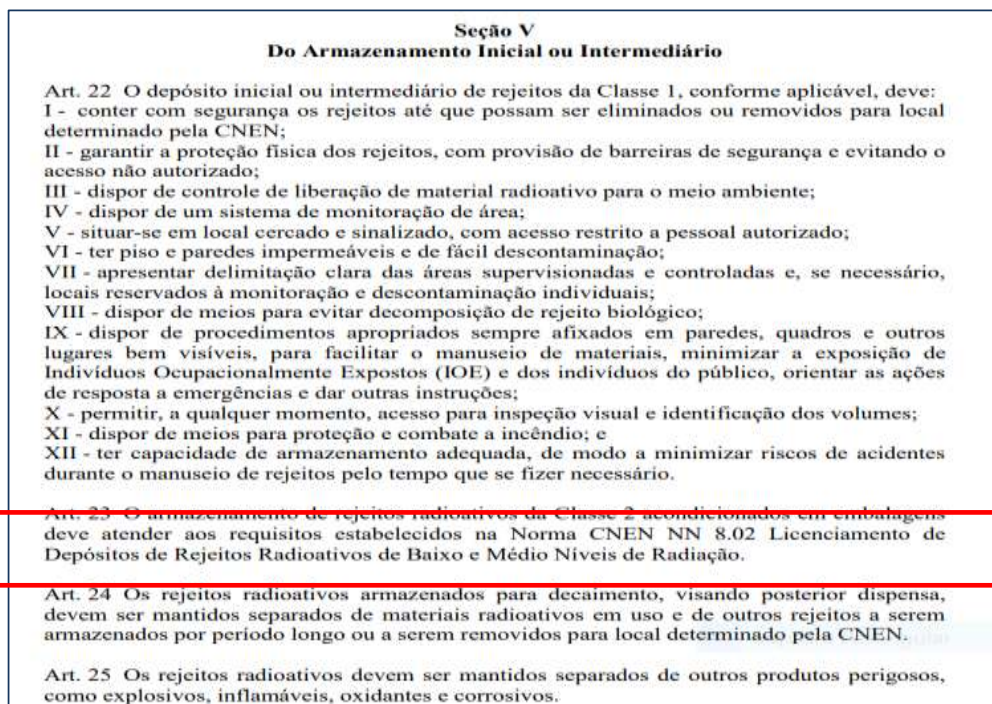 Seção V
Do Armazenamento Inicial ou Intermediário
Art. 22 O depósito inicial ou intermediário de rejeitos da Classe 1, conforme aplicável, deve:
I - conter com segurança os rejeitos até que possam ser eliminados ou removidos para local
determinado pela CNEN;
II - garantir a proteção física dos rejeitos, com provisão de barreiras de segurança e evitando o
acesso não autorizado;
III - dispor de controle de liberação de material radioativo para o meio ambiente;
IV - dispor de um sistema de monitoração de área;
V - situar-se em local cercado e sinalizado, com acesso restrito a pessoal autorizado;
VI - ter piso e paredes impermeáveis e de fácil descontaminação;
VII - apresentar delimitação clara das áreas supervisionadas e controladas e, se necessário,
locais reservados à monitoração e descontaminação individuais;
VIII - dispor de meios para evitar decomposição de rejeito biológico;
IX - dispor de procedimentos apropriados sempre afixados em paredes, quadros e outros
lugares bem visíveis, para facilitar o manuseio de materiais, minimizar a exposição de
Indivíduos Ocupacionalmente Expostos (IOE) e dos indivíduos do público, orientar as ações
de resposta a emergências e dar outras instruções;
X - permitir, a qualquer momento, acesso para inspeção visual e identificação dos volumes;
XI - dispor de meios para proteção e combate a incêndio; e
XII - ter capacidade de armazenamento adequada, de modo a minimizar riscos de acidentes
durante o manuseio de rejeitos pelo tempo que se fizer necessário.
Art. 23 O armazenamento de rejeitos radioativos da Classe 2 acondicionados em embalagens
deve atender aos requisitos estabelecidos na Norma CNEN NN 8.02 Licenciamento de
Depósitos de Rejeitos Radioativos de Baixo e Médio Níveis de Radiação.
Art. 24 Os rejeitos radioativos armazenados para decaimento, visando posterior dispensa,
devem ser mantidos separados de materiais radioativos em uso e de outros rejeitos a serem
armazenados por período longo ou a serem removidos para local determinado pela CNEN.
Art. 25 Os rejeitos radioativos devem ser mantidos separados de outros produtos perigosos,
como explosivos, inflamáveis, oxidantes e corrosivos.